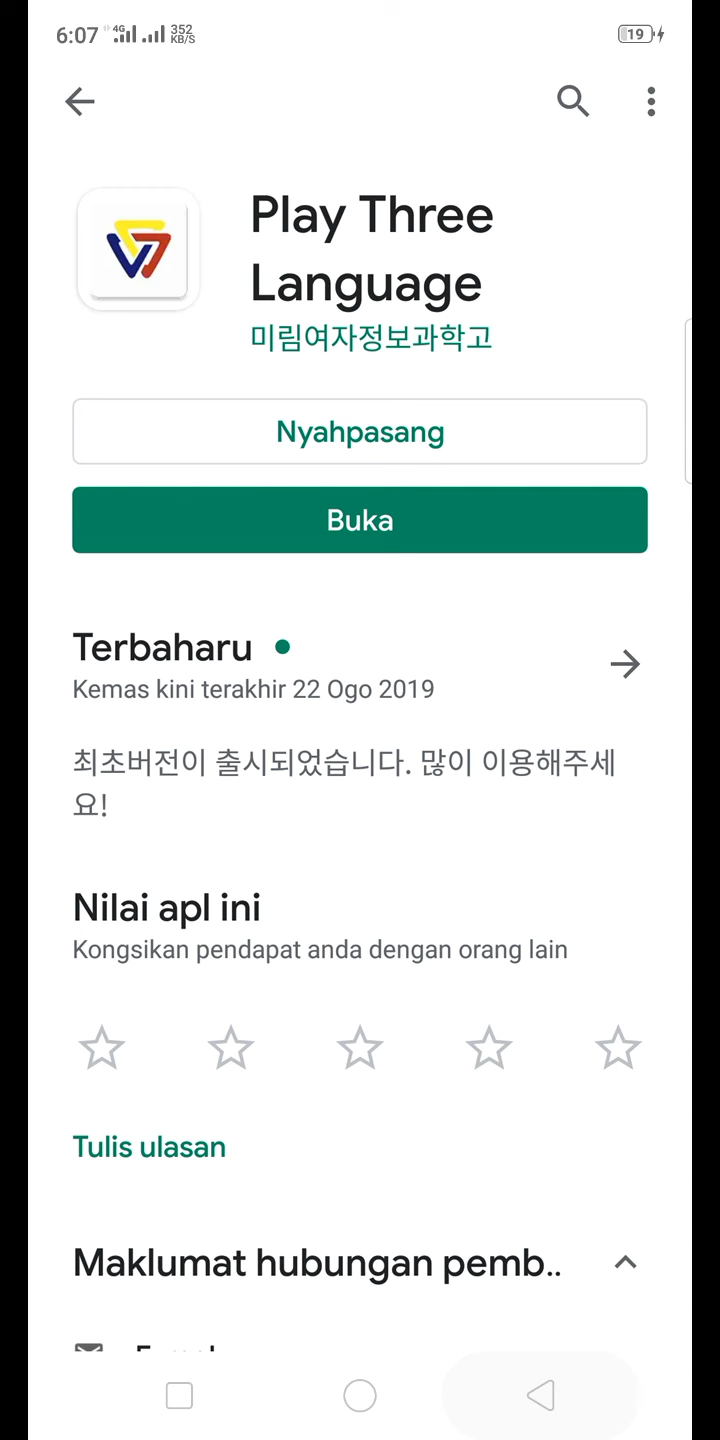 6:07 4G 352 KB/S 19
Play Three
Language
미림여자정보과학고
Nyahpasang
Buka
Terbaharu
Kemas kini terakhir 22 Ogo 2019
최초버전이 출시되었습니다. 많이 이용해주세
요!
Nilai apl ini
Kongsikan pendapat anda dengan orang lain
Tulis ulasan
Maklumat hubungan pemb..